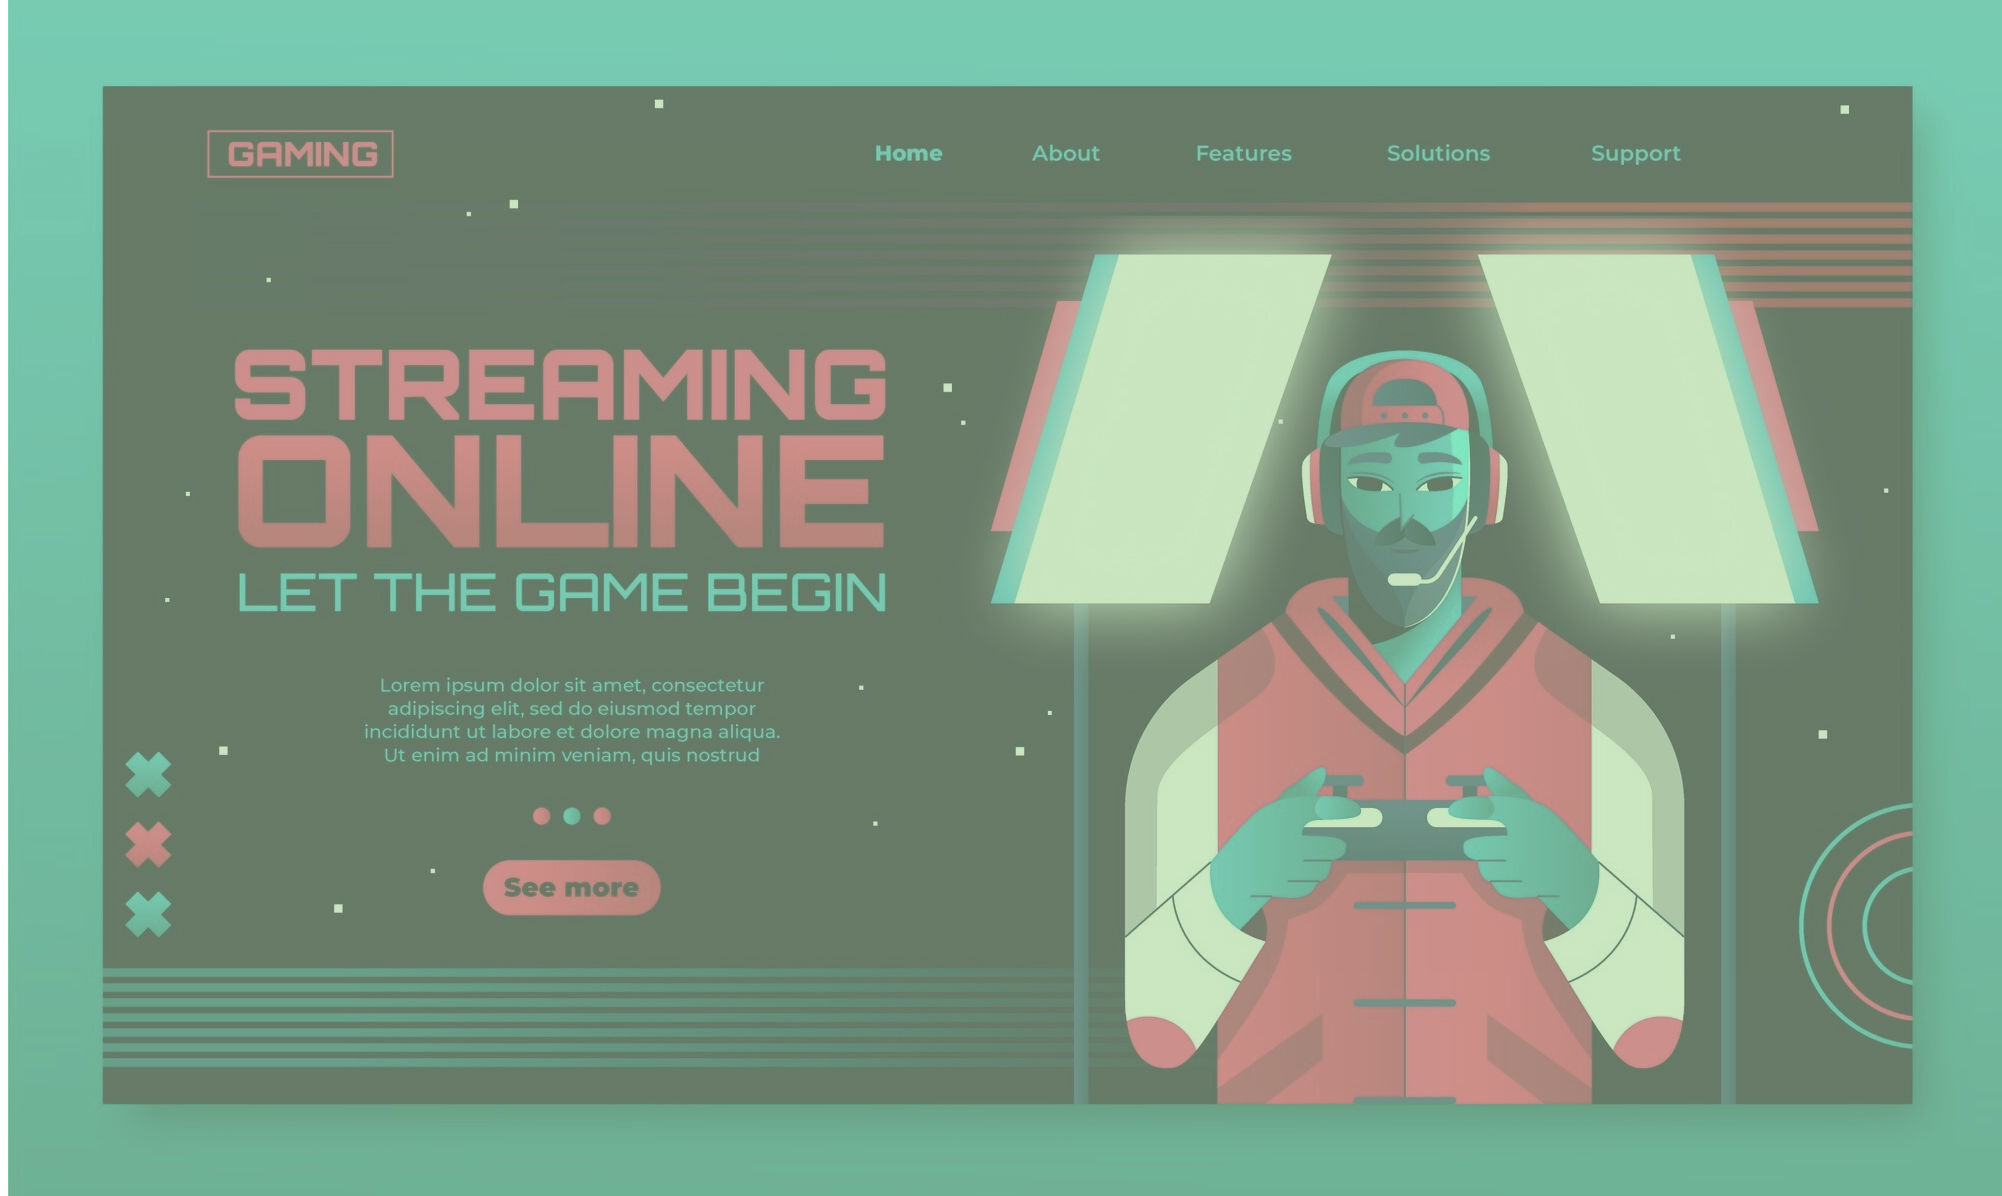 GAMING
Home About Features Solutions Support
STREAMING
ONLINE
LET THE GAME BEGIN
Lorem ipsum dolor sit amet, consectetur
adipiscing elit, sed do eiusmod tempor
incididunt ut labore et dolore magna aliqua.
Ut enim ad minim veniam, quis nostrud
See more